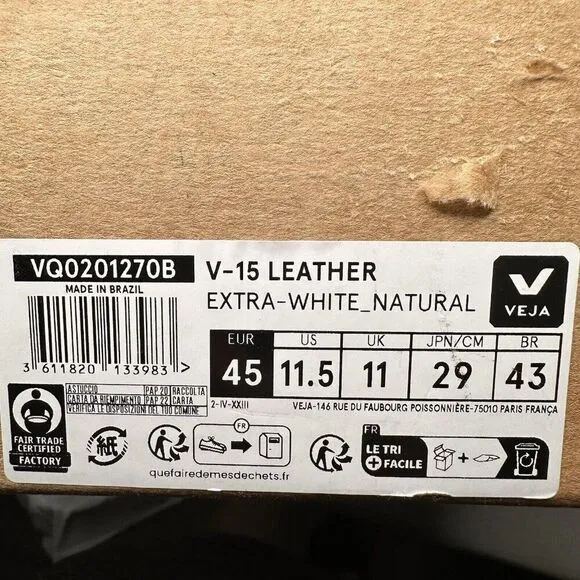 VQ0201270B
MADE IN BRAZIL
3 611820 133983 >
V-15 LEATHER
EXTRA-WHITE_NATURAL
V
VEJA
EUR US UK JPN/CM BR
45 11.5 11 29 43
2-IV-XXIII
VEJA-146 RUE DU FAUBOURG POISSONNIÈRE-75010 PARIS FRANÇA
ASTUCCIO PAP 20 RACCOLTA
CARTA DA RIEMPIMENTO PAP 22 CARTA
VERIFICA LE DISPOSIZIONI DEL TUO COMUNE
FAIR TRADE
CERTIFIED
FACTORY
紙
FR
quefairedemesdechets.fr
FR
LE TRI
+ FACILE
+